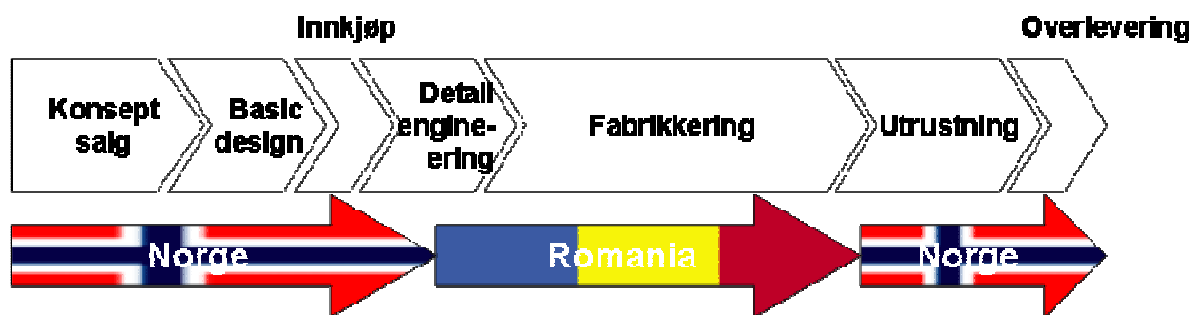 Innkjøp
Overlevering
Konsept
salg
Basic
design
Detail
engine-
ering
Fabrikkering
Utrustning
Norge
Romania
Norge